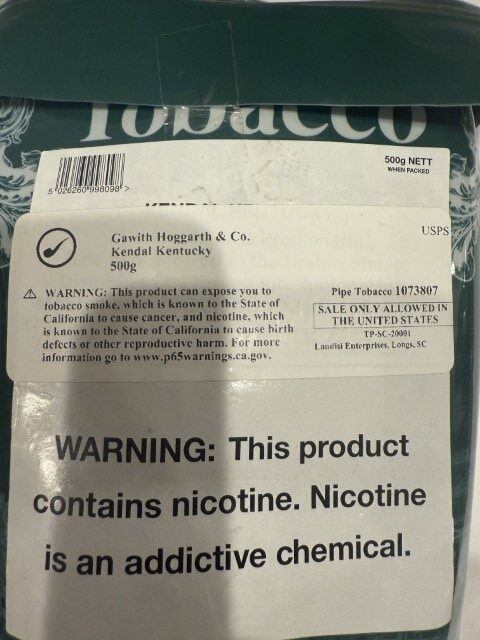 Tobacco
500g NETT
WHEN PACKED
5 026260 998098 >
USPS
Gawith Hoggarth & Co.
Kendal Kentucky
500g
WARNING: This product can expose you to
tobacco smoke, which is known to the State of
California to cause cancer, and nicotine, which
is known to the State of California to cause birth
defects or other reproductive harm. For more
information go to www.p65warnings.ca.gov.
Pipe Tobacco 1073807
SALE ONLY ALLOWED IN
THE UNITED STATES
TP-SC-20001
Laudisi Enterprises, Longs, SC
WARNING: This product
contains nicotine. Nicotine
is an addictive chemical.